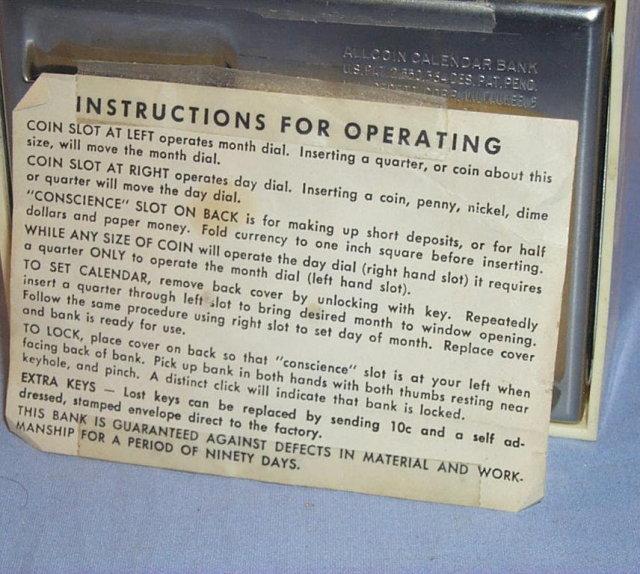 ALLCOIN CALENDAR BANK
DES. PAT. PEND.
INSTRUCTIONS FOR OPERATING
COIN SLOT AT LEFT operates month dial. Inserting a quarter, or coin about this
size, will move the month dial.
COIN SLOT AT RIGHT operates day dial. Inserting a coin, penny, nickel, dime
or quarter will move the day dial.
"CONSCIENCE" SLOT ON BACK is for making up short deposits, or for half
dollars and paper money. Fold currency to one inch square before inserting.
WHILE ANY SIZE OF COIN will operate the day dial (right hand slot) it requires
a quarter ONLY to operate the month dial (left hand slot).
TO SET CALENDAR, remove back cover by unlocking with key. Repeatedly
insert a quarter through left slot to bring desired month to window opening.
Follow the same procedure using right slot to set day of month. Replace cover
and bank is ready for use.
TO LOCK, place cover on back so that "conscience" slot is at your left when
facing back of bank. Pick up bank in both hands with both thumbs resting near
keyhole, and pinch. A distinct click will indicate that bank is locked.
EXTRA KEYS — Lost keys can be replaced by sending 10c and a self ad-
dressed, stamped envelope direct to the factory.
THIS BANK IS GUARANTEED AGAINST DEFECTS IN MATERIAL AND WORK-
MANSHIP FOR A PERIOD OF NINETY DAYS.